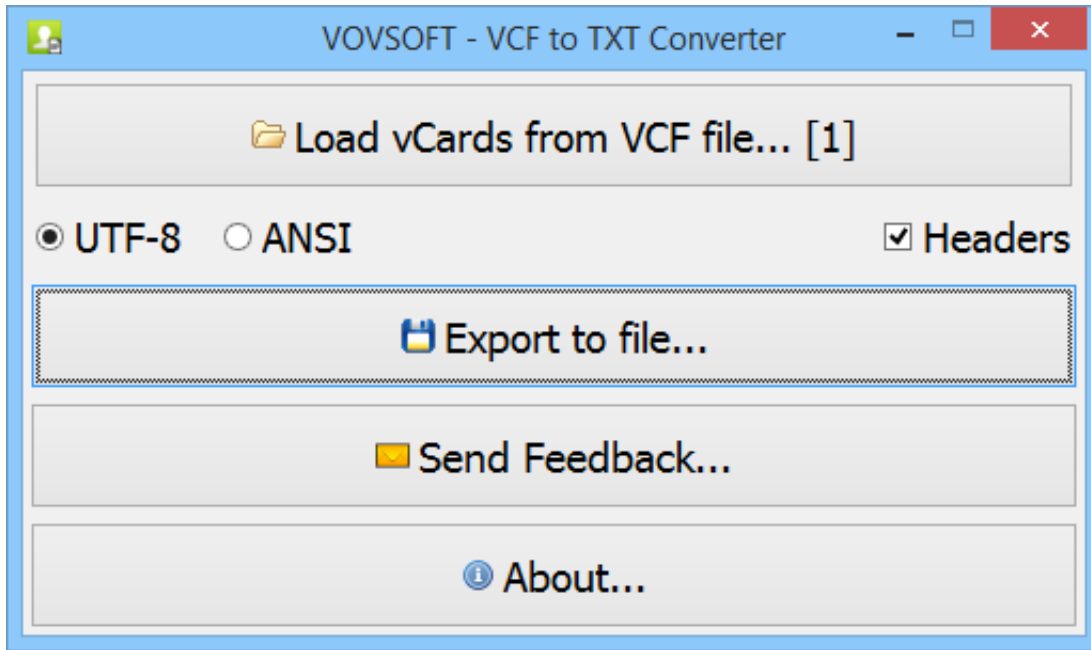 VOVSOFT - VCF to TXT Converter
Load vCards from VCF file... [1]
UTF-8 ANSI Headers
Export to file...
Send Feedback...
About...